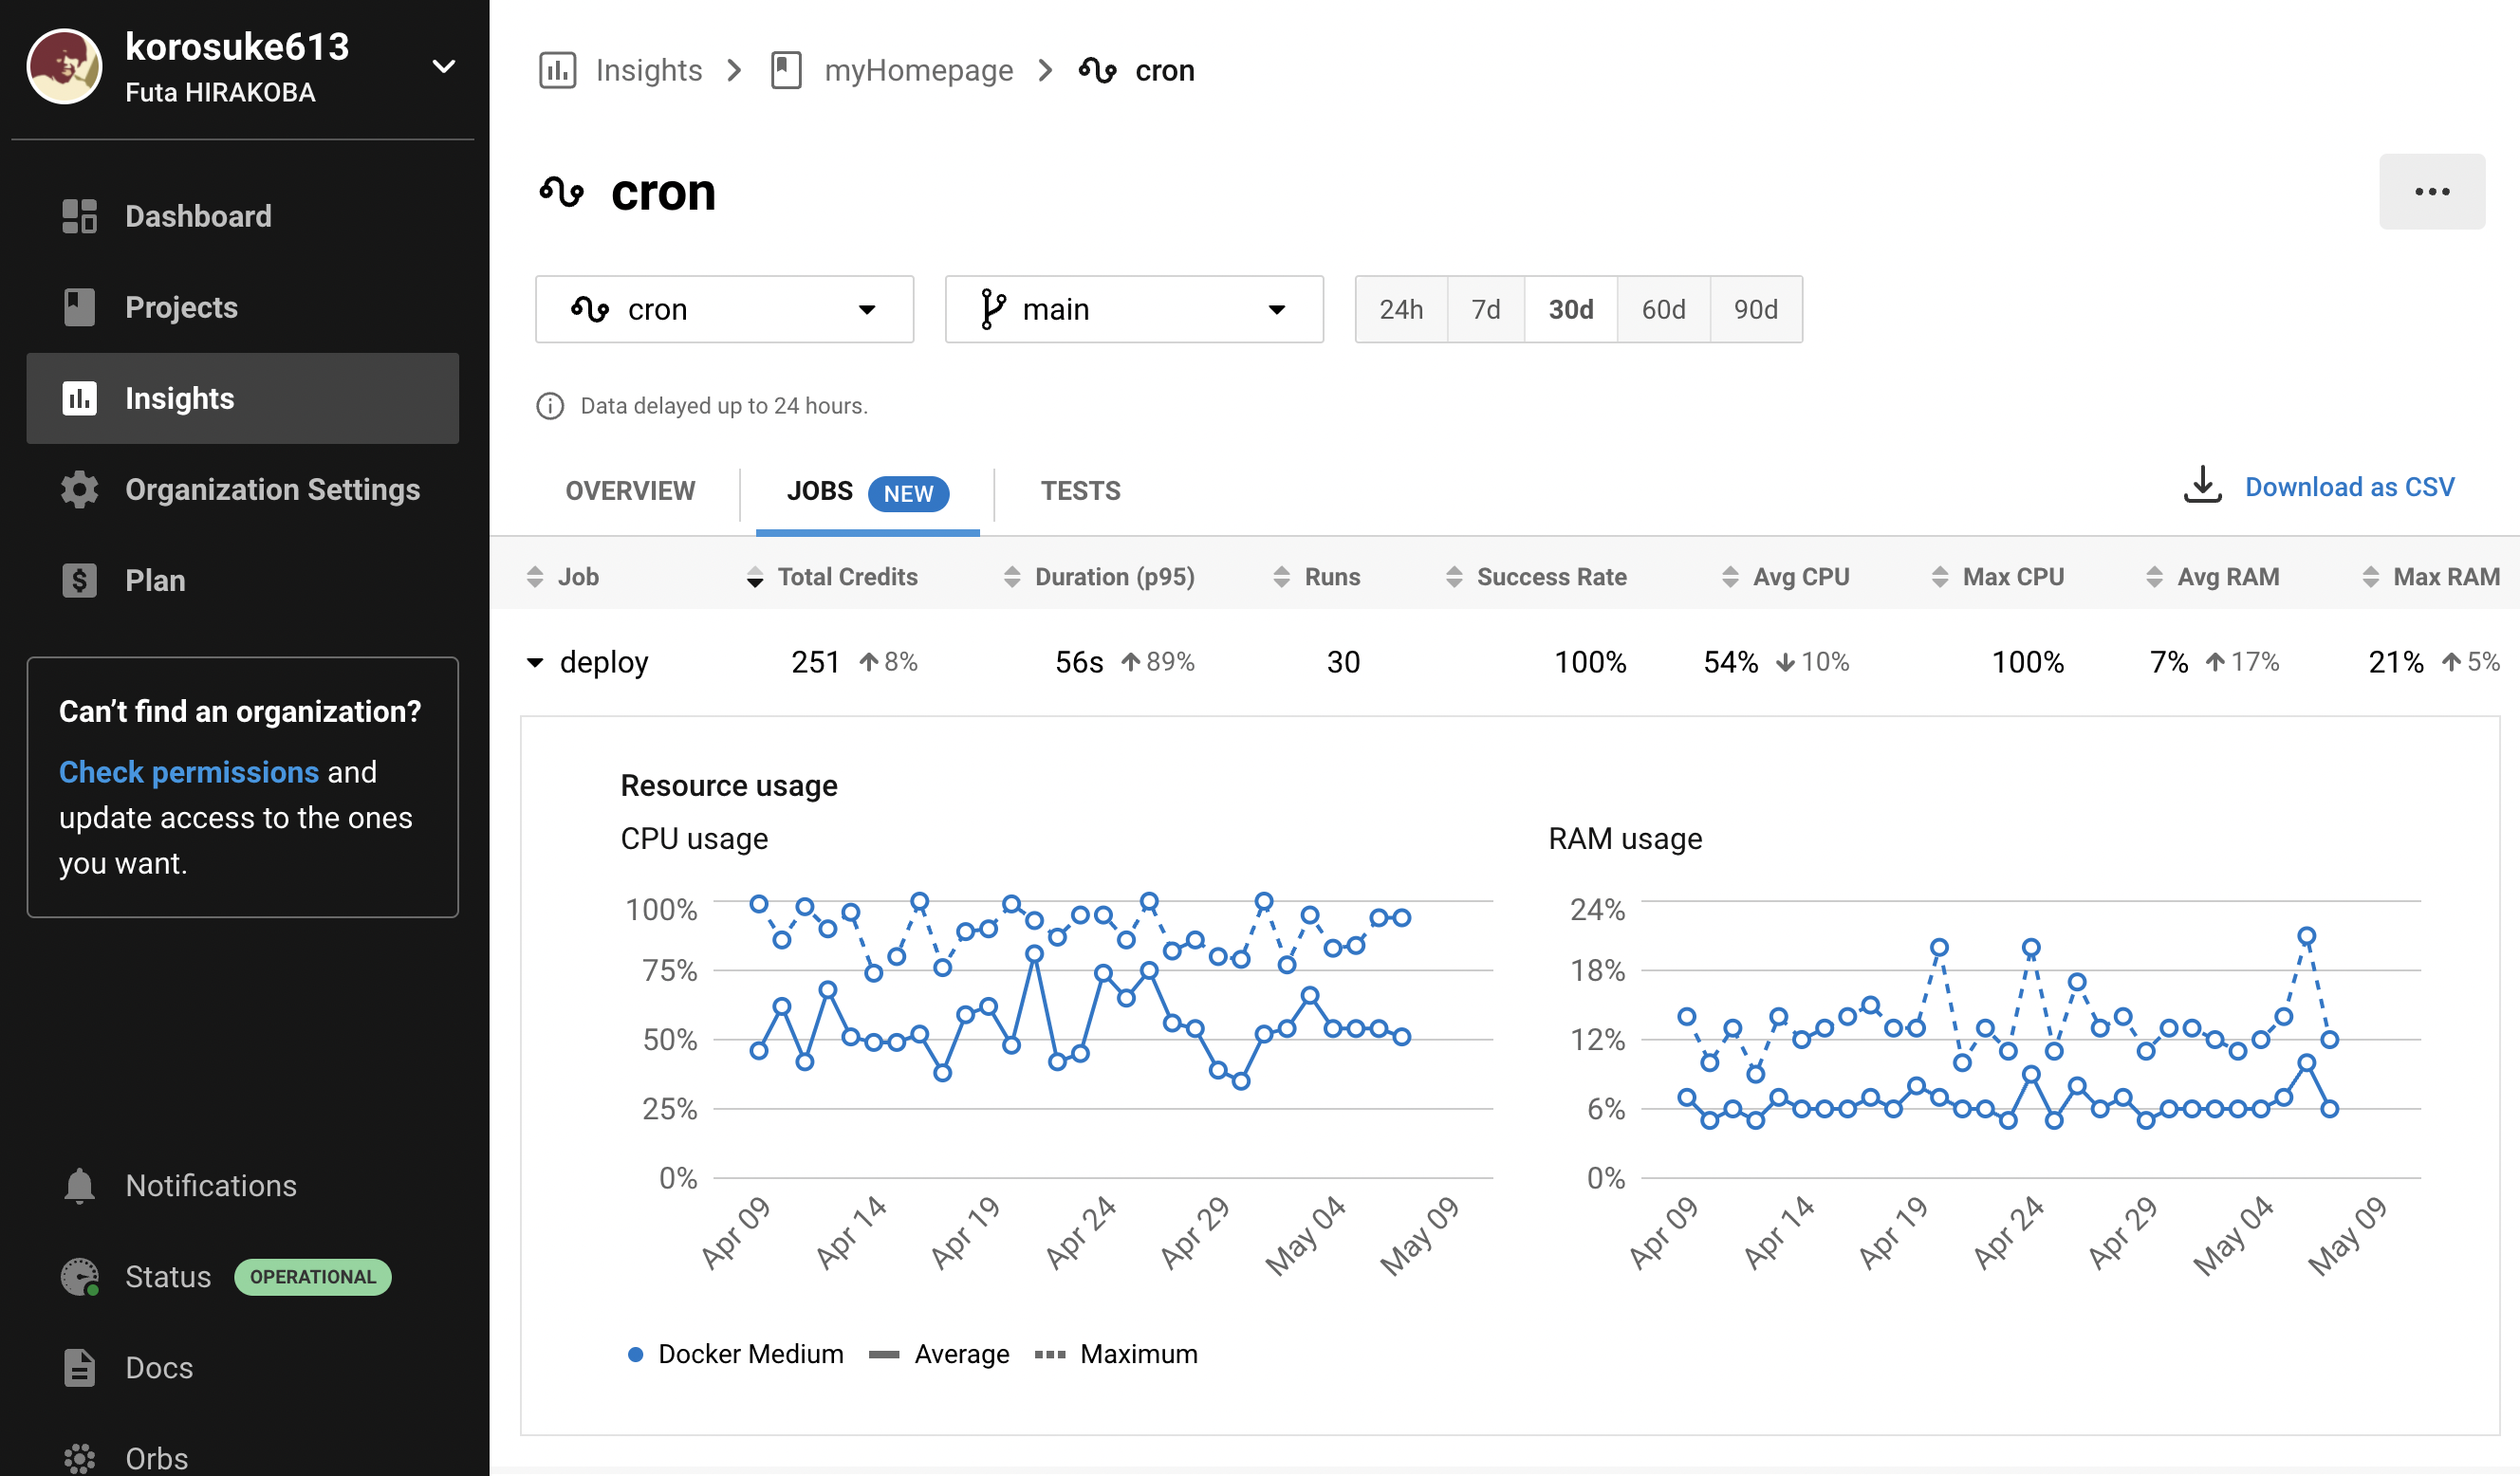 korosuke613
Futa HIRAKOBA
Dashboard
Projects
Insights
Organization Settings
Plan
Can't find an organization?
Check permissions and
update access to the ones
you want.
Notifications
Status OPERATIONAL
Docs
Orbs
Insights myHomepage cron
cron
cron main 24h 7d 30d 60d 90d
Data delayed up to 24 hours.
OVERVIEW JOBS NEW TESTS Download as CSV
Job Total Credits Duration (p95) Runs Success Rate Avg CPU Max CPU Avg RAM Max RAM
deploy 251 8% 56s 89% 30 100% 54% 10% 100% 7% 17% 21% 5%
Resource usage
CPU usage
100%
75%
50%
25%
0%
Apr 09 Apr 14 Apr 19 Apr 24 Apr 29 May 04 May 09
RAM usage
24%
18%
12%
6%
0%
Apr 09 Apr 14 Apr 19 Apr 24 Apr 29 May 04 May 09
Docker Medium Average Maximum